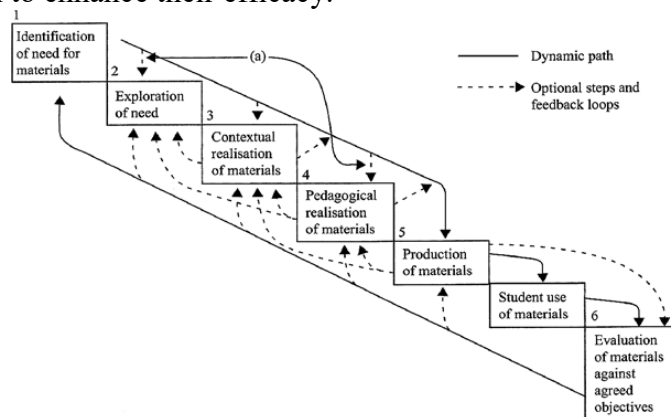 to enhance their efficacy.
1
Identification
of need for
materials
(a)
Dynamic path
Optional steps and
feedback loops
2
Exploration
of need
3
Contextual
realisation
of materials
4
Pedagogical
realisation
of materials
5
Production
of materials
Student use
of materials
6
Evaluation
of materials
against
agreed
objectives